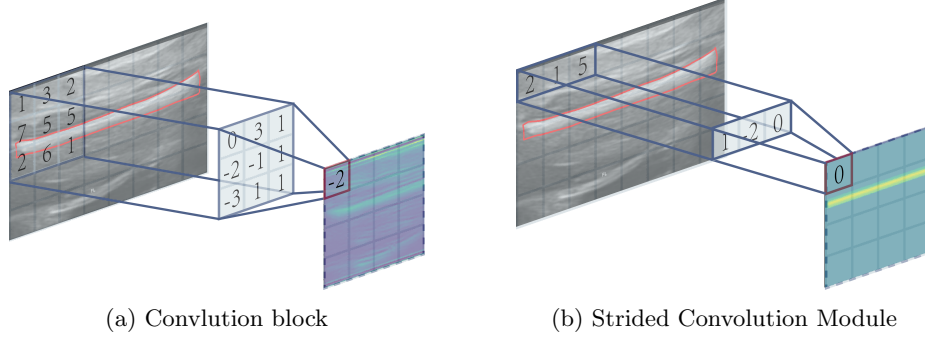 1 3 2
7 5 5
2 6 1
0 3 1
-2 -1 1
-3 1 1
-2
2 1 5
1 -2 0
0
(a) Convlution block
(b) Strided Convolution Module